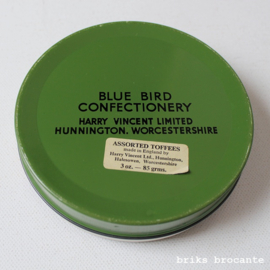 BLUE BIRD
CONFECTIONERY
HARRY VINCENT LIMITED
HUNNINGTON, WORCESTERSHIRE
ASSORTED TOFFEES
made in England by
Harry Vincent Ltd., Hunnington,
Halesowen, Worcestershire
3 oz. — 85 grms.
briks brocante